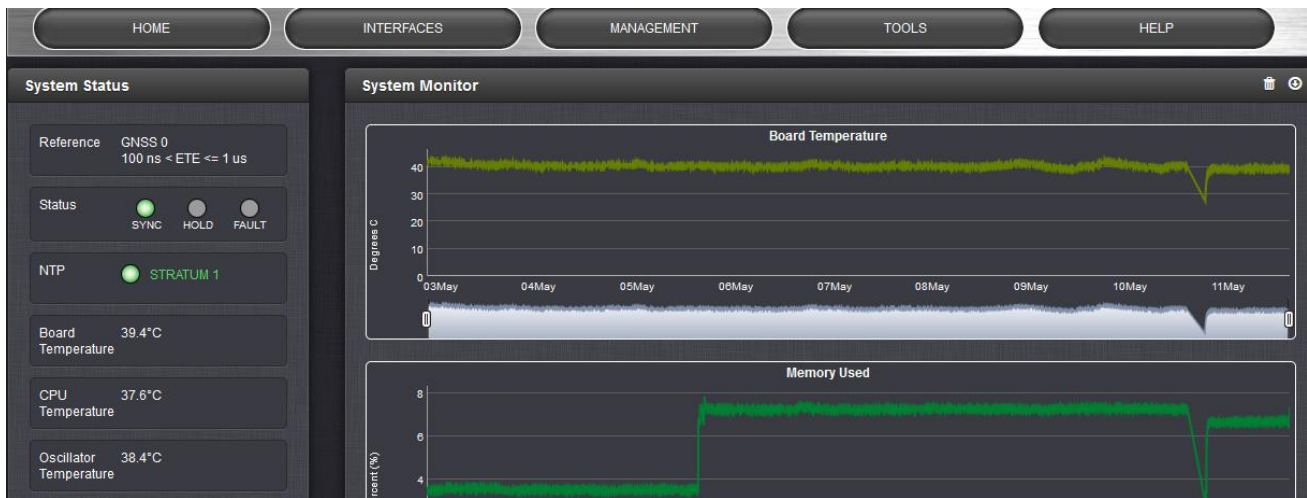 HOME
INTERFACES
MANAGEMENT
TOOLS
HELP
System Status
Reference GNSS 0
100 ns < ETE <= 1 us
Status
SYNC HOLD FAULT
NTP STRATUM 1
Board 39.4°C
Temperature
CPU 37.6°C
Temperature
Oscillator 38.4°C
Temperature
System Monitor
Board Temperature
40
30
20
10
0
Degrees C
03May 04May 05May 06May 07May 08May 09May 10May 11May
Memory Used
8
6
4